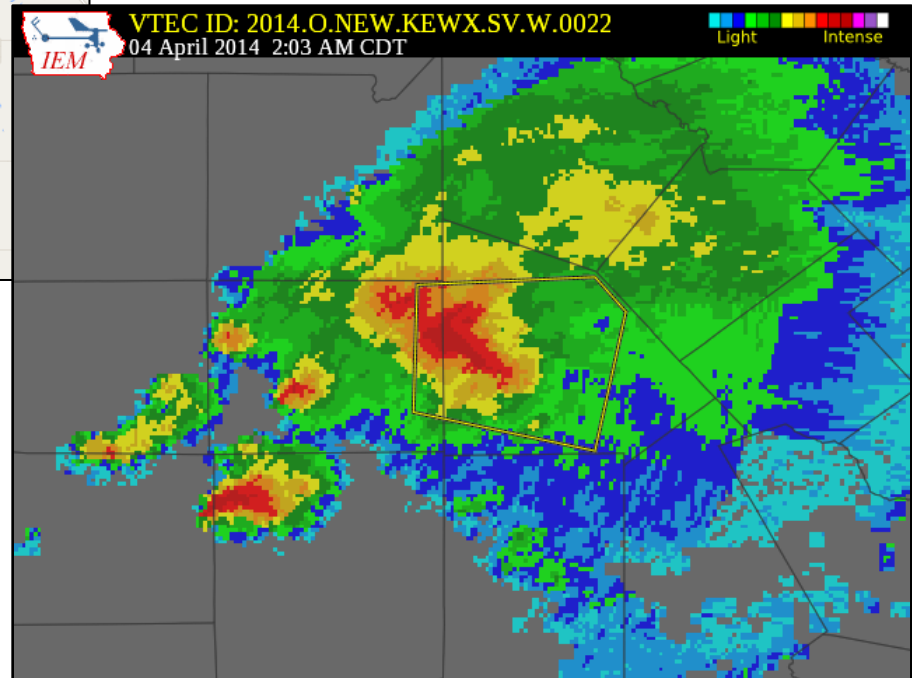 VTEC ID: 2014.O.NEW.KEWX.SV.W.0022
04 April 2014 2:03 AM CDT
IEM
Light Intense